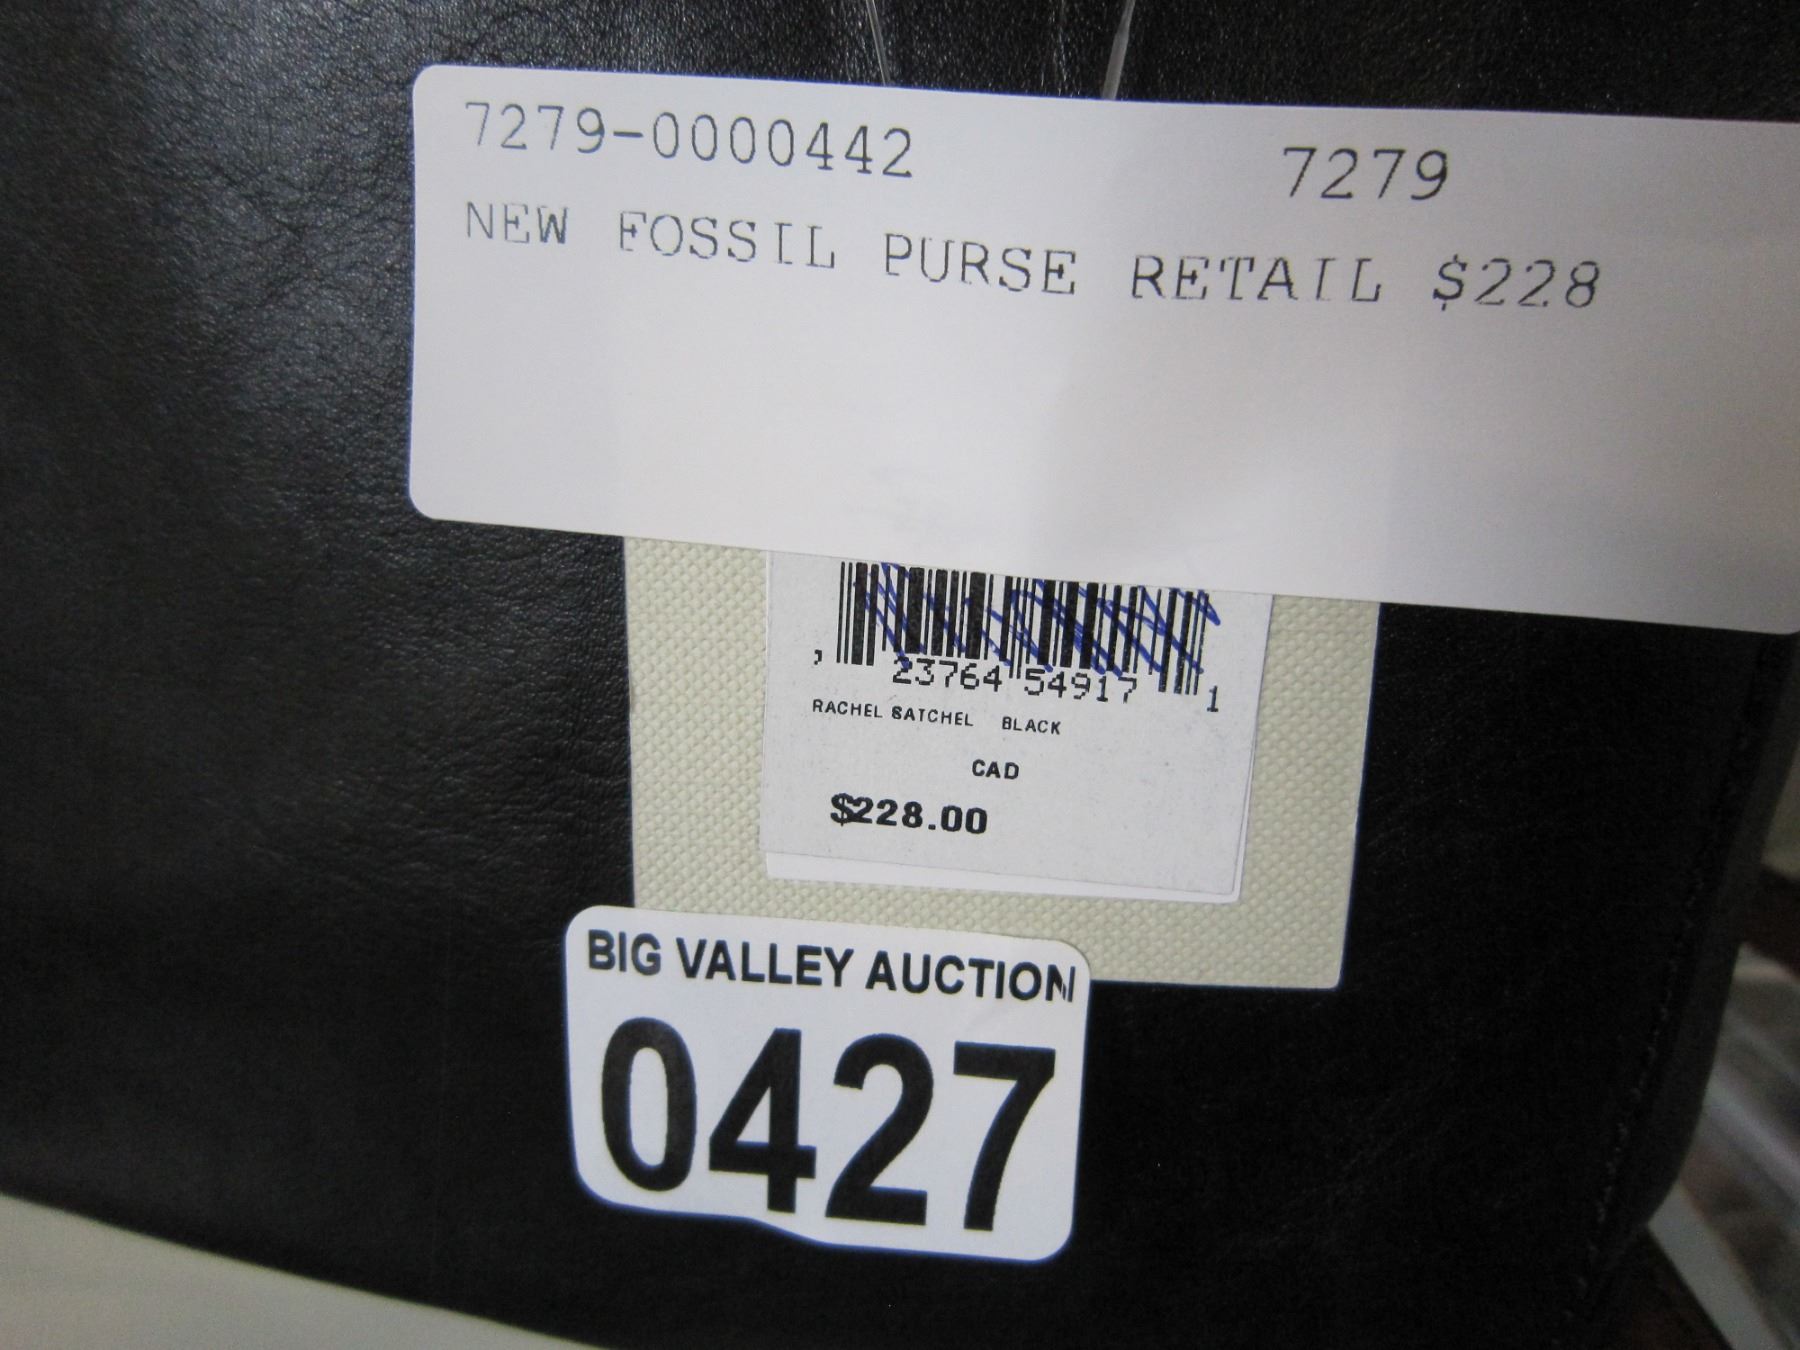 7279-0000442 7279
NEW FOSSIL PURSE RETAIL $228
, 23764 54917 1
RACHEL SATCHEL BLACK
CAD
$228.00
BIG VALLEY AUCTION
0427